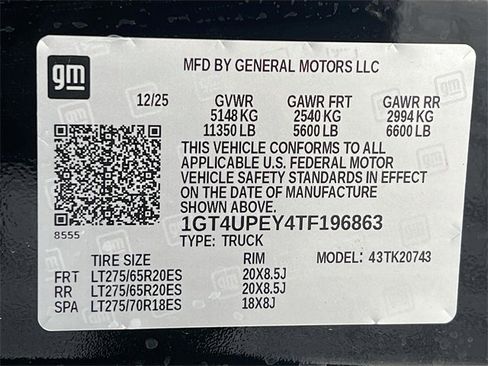 gm
MFD BY GENERAL MOTORS LLC
12/25 GVWR GAWR FRT GAWR RR
5148 KG 2540 KG 2994 KG
11350 LB 5600 LB 6600 LB
THIS VEHICLE CONFORMS TO ALL
APPLICABLE U.S. FEDERAL MOTOR
VEHICLE SAFETY STANDARDS IN EFFECT
ON THE DATE OF MANUFACTURE
SHOWN ABOVE.
1GT4UPEY4TF196863
8555
TYPE: TRUCK
TIRE SIZE RIM MODEL: 43TK20743
FRT LT275/65R20ES 20X8.5J
RR LT275/65R20ES 20X8.5J
SPA LT275/70R18ES 18X8J